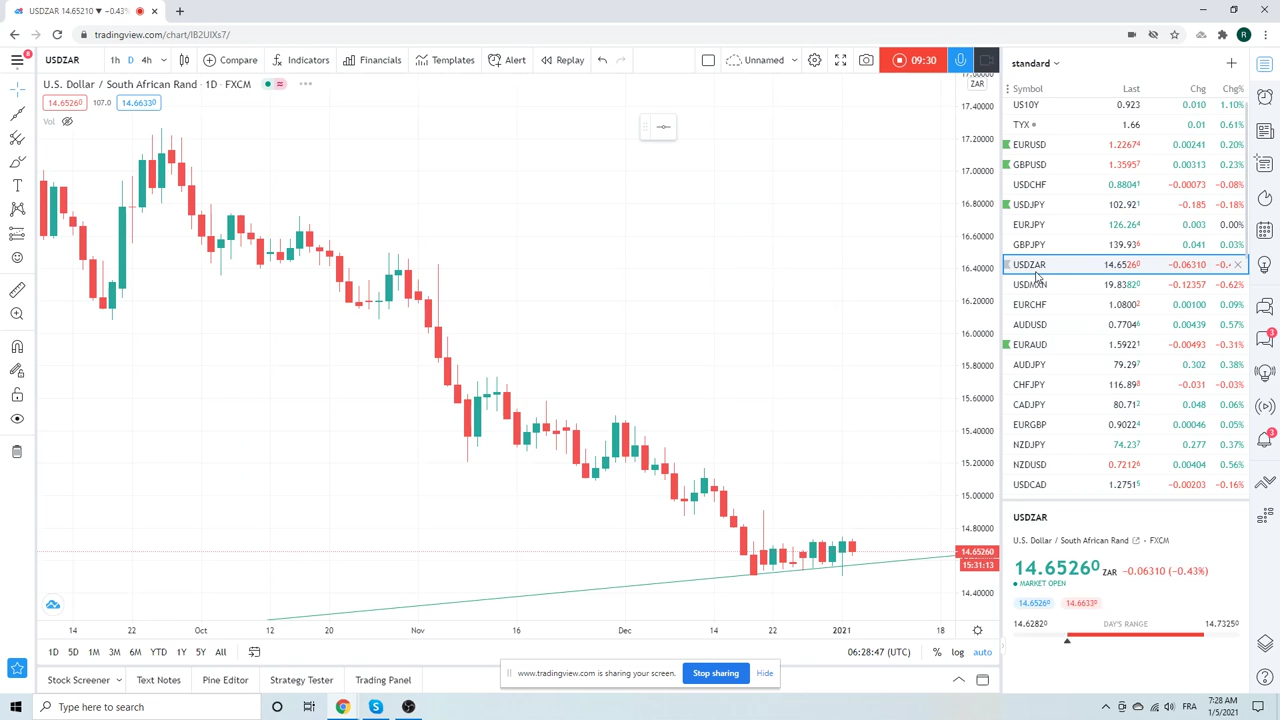 USDZAR 14.65210 ▼ −0.43%
tradingview.com/chart/IB2UIXs7/
8
USDZAR
1h D 4h
Compare
Indicators
Financials
Templates
Alert
Replay
Unnamed
09:30
U.S. Dollar / South African Rand · 1D · FXCM
14.65260 107.0 14.66330
Vol
ZAR
17.60000
17.40000
17.20000
17.00000
16.80000
16.60000
16.40000
16.20000
16.00000
15.80000
15.60000
15.40000
15.20000
15.00000
14.80000
14.65260
15:31:13
14.40000
14 22 Oct 12 20 Nov 16 Dec 14 22 2021 18
1D 5D 1M 3M 6M YTD 1Y 5Y All
06:28:47 (UTC) % log auto
Stock Screener Text Notes Pine Editor Strategy Tester Trading Panel
www.tradingview.com is sharing your screen. Stop sharing Hide
standard
Symbol Last Chg Chg%
US10Y 0.923 0.010 1.10%
TYX 1.66 0.01 0.61%
EURUSD 1.22674 0.00241 0.20%
GBPUSD 1.35957 0.00313 0.23%
USDCHF 0.88041 −0.00073 −0.08%
USDJPY 102.921 −0.185 −0.18%
EURJPY 126.264 0.003 0.00%
GBPJPY 139.936 0.041 0.03%
USDZAR 14.65260 −0.06310 −0.4
USDMXN 19.83820 −0.12357 −0.62%
EURCHF 1.08002 0.00100 0.09%
AUDUSD 0.77046 0.00439 0.57%
EURAUD 1.59221 −0.00493 −0.31%
AUDJPY 79.297 0.302 0.38%
CHFJPY 116.898 −0.031 −0.03%
CADJPY 80.712 0.048 0.06%
EURGBP 0.90224 0.00046 0.05%
NZDJPY 74.237 0.277 0.37%
NZDUSD 0.72126 0.00404 0.56%
USDCAD 1.27515 −0.00203 −0.16%
USDZAR
U.S. Dollar / South African Rand · FXCM
14.65260 ZAR −0.06310 (−0.43%)
MARKET OPEN
14.65260 14.66330
14.62820 DAY'S RANGE 14.73250
3
3
Type here to search
FRA
7:28 AM
1/5/2021
R